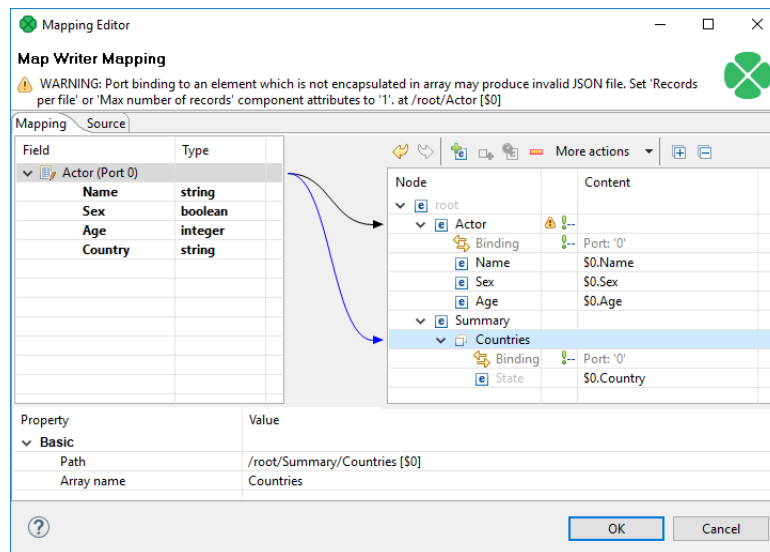 Mapping Editor
Map Writer Mapping
WARNING: Port binding to an element which is not encapsulated in array may produce invalid JSON file. Set 'Records
per file' or 'Max number of records' component attributes to '1'. at /root/Actor [$0]
Mapping Source
Field Type
Actor (Port 0)
Name string
Sex boolean
Age integer
Country string
More actions
Node Content
root
Actor
Binding Port: '0'
Name $0.Name
Sex $0.Sex
Age $0.Age
Summary
Countries
Binding Port: '0'
State $0.Country
Property Value
Basic
Path /root/Summary/Countries [$0]
Array name Countries
OK Cancel